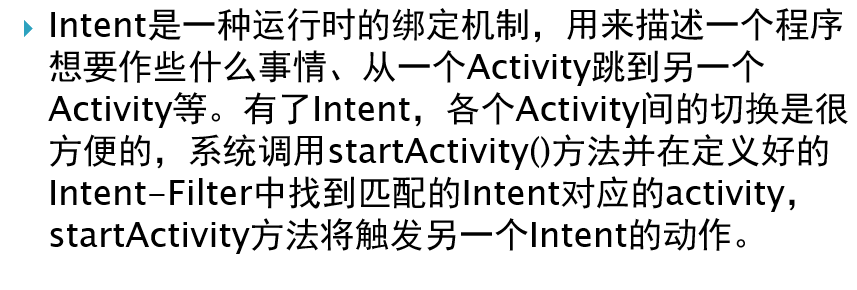 Intent是一种运行时的绑定机制，用来描述一个程序
想要作些什么事情、从一个Activity跳到另一个
Activity等。有了Intent，各个Activity间的切换是很
方便的，系统调用startActivity()方法并在定义好的
Intent-Filter中找到匹配的Intent对应的activity，
startActivity方法将触发另一个Intent的动作。